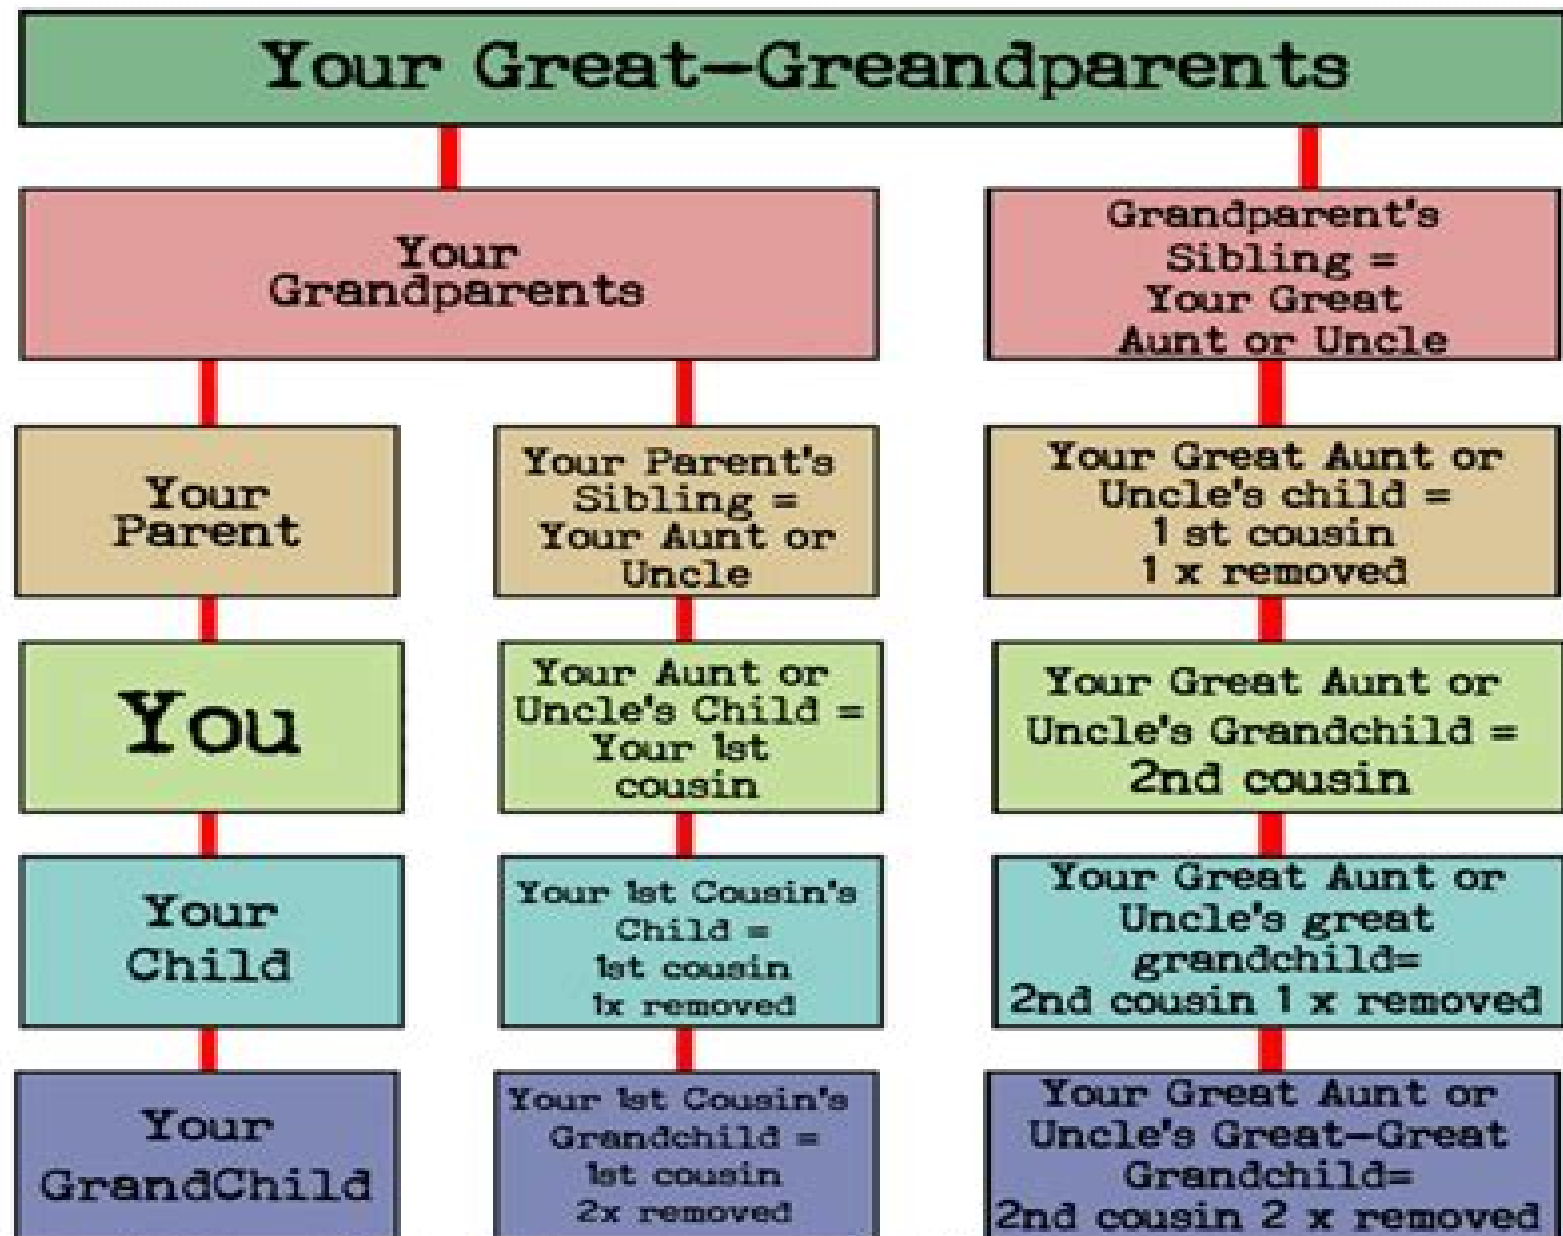 Your Great-Greandparents
Your
Grandparents
Grandparent's
Sibling =
Your Great
Aunt or Uncle
Your
Parent
Your Parent's
Sibling =
Your Aunt or
Uncle
Your Great Aunt or
Uncle's child =
1 st cousin
1 x removed
You
Your Aunt or
Uncle's Child =
Your 1st
cousin
Your Great Aunt or
Uncle's Grandchild =
2nd cousin
Your
Child
Your 1st Cousin's
Child =
1st cousin
1x removed
Your Great Aunt or
Uncle's great
grandchild=
2nd cousin 1 x removed
Your
GrandChild
Your 1st Cousin's
Grandchild =
1st cousin
2x removed
Your Great Aunt or
Uncle's Great-Great
Grandchild=
2nd cousin 2 x removed